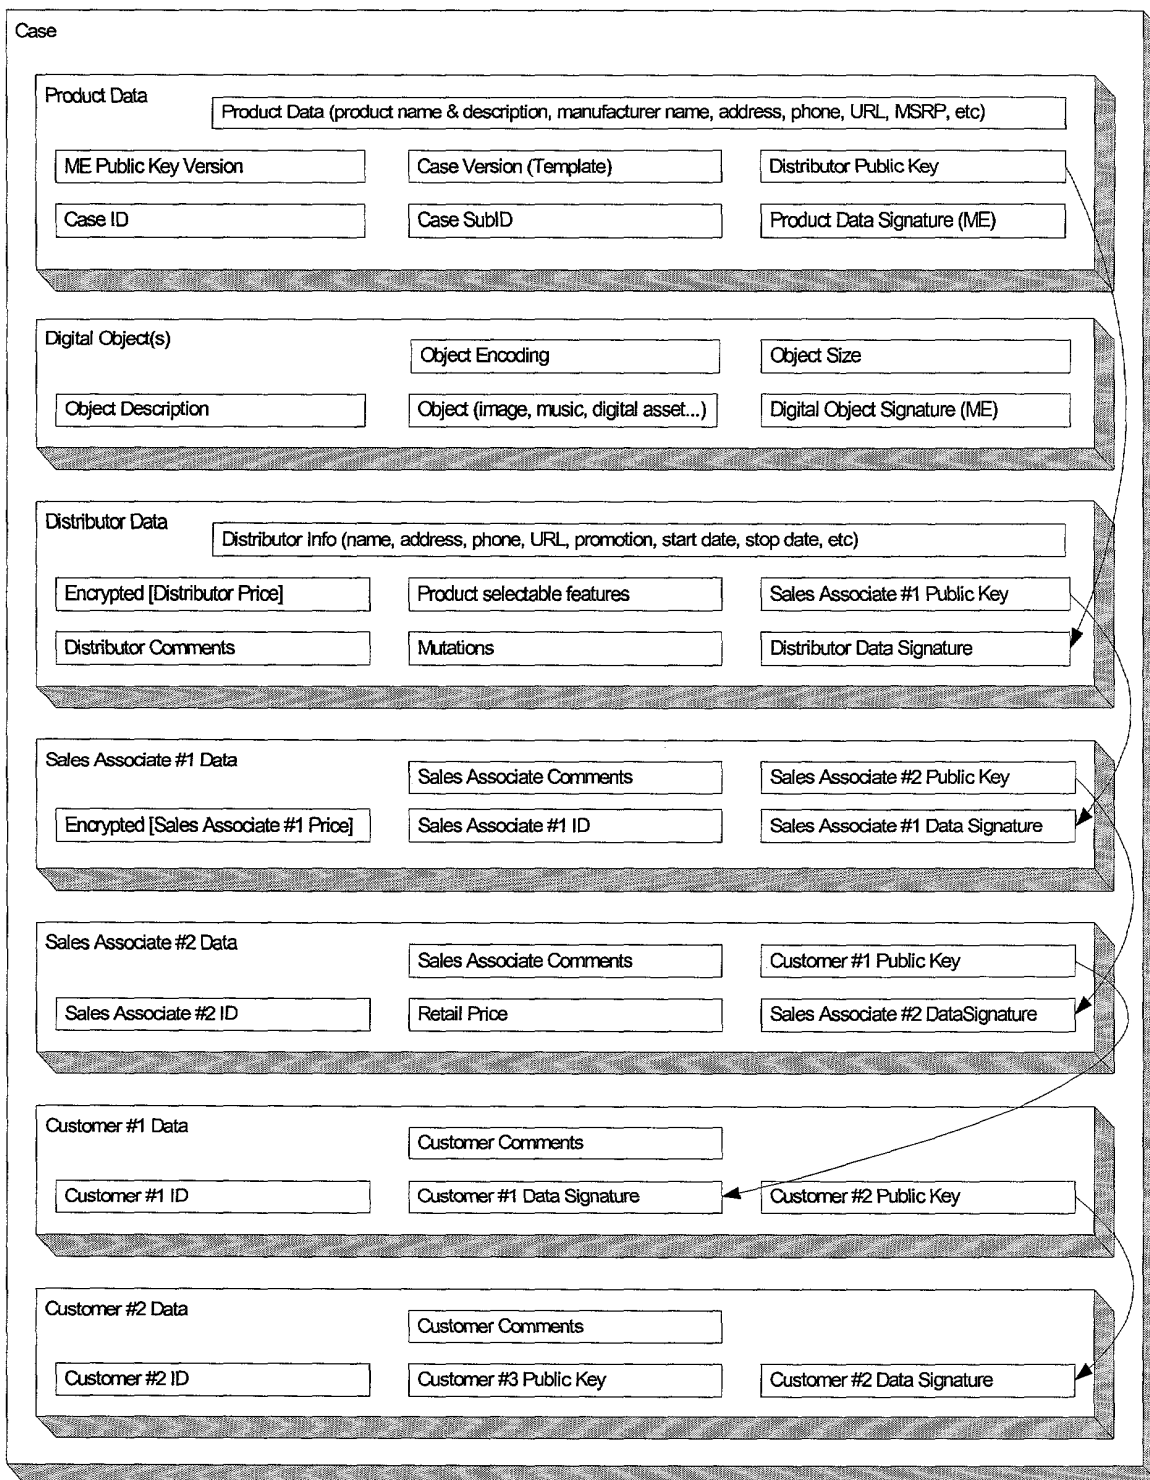 Case
Product Data
Product Data (product name & description, manufacturer name, address, phone, URL, MSRP, etc)
ME Public Key Version
Case Version (Template)
Distributor Public Key
Case ID
Case SubID
Product Data Signature (ME)
Digital Object(s)
Object Encoding
Object Size
Object Description
Object (image, music, digital asset...)
Digital Object Signature (ME)
Distributor Data
Distributor Info (name, address, phone, URL, promotion, start date, stop date, etc)
Encrypted [Distributor Price]
Product selectable features
Sales Associate #1 Public Key
Distributor Comments
Mutations
Distributor Data Signature
Sales Associate #1 Data
Sales Associate Comments
Sales Associate #2 Public Key
Encrypted [Sales Associate #1 Price]
Sales Associate #1 ID
Sales Associate #1 Data Signature
Sales Associate #2 Data
Sales Associate Comments
Customer #1 Public Key
Sales Associate #2 ID
Retail Price
Sales Associate #2 DataSignature
Customer #1 Data
Customer Comments
Customer #1 ID
Customer #1 Data Signature
Customer #2 Public Key
Customer #2 Data
Customer Comments
Customer #2 ID
Customer #3 Public Key
Customer #2 Data Signature